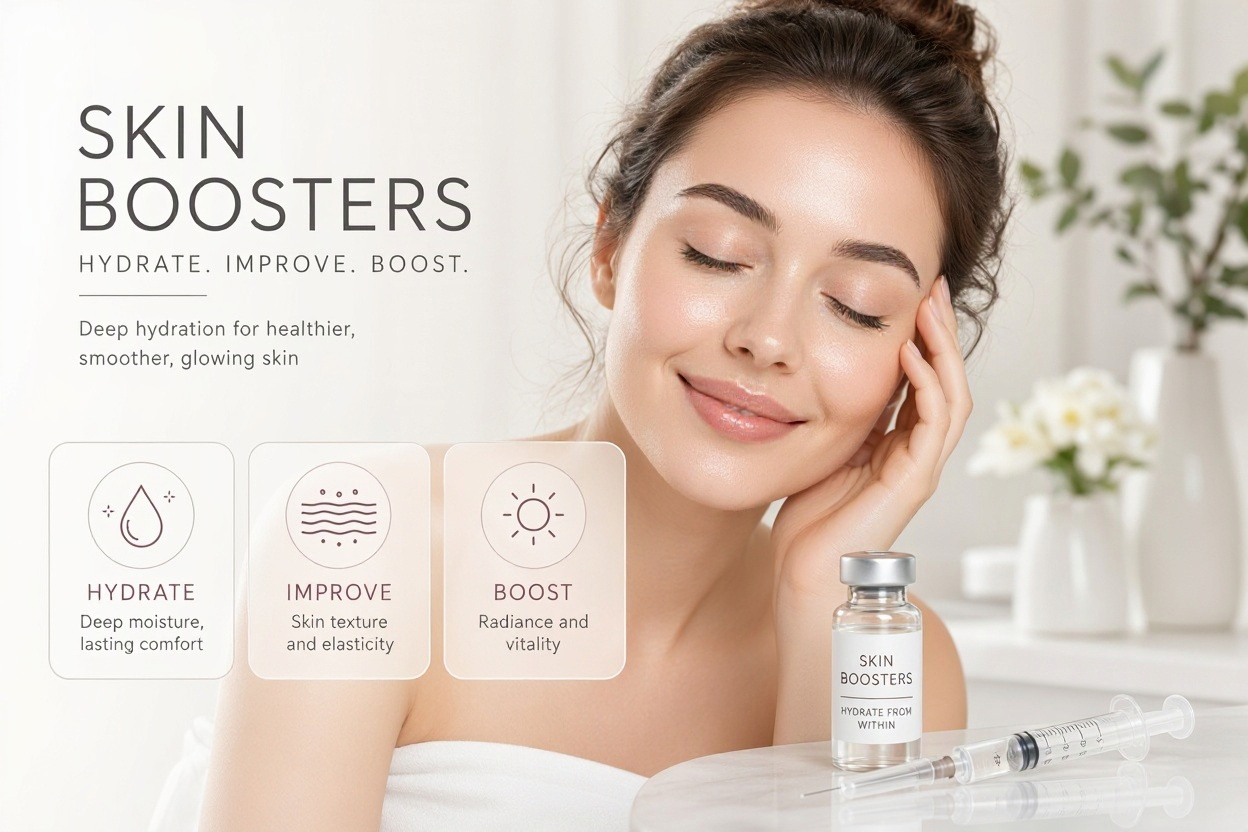 SKIN
BOOSTERS
HYDRATE. IMPROVE. BOOST.
Deep hydration for healthier,
smoother, glowing skin
HYDRATE
Deep moisture,
lasting comfort
IMPROVE
Skin texture
and elasticity
BOOST
Radiance and
vitality
SKIN
BOOSTERS
HYDRATE FROM
WITHIN